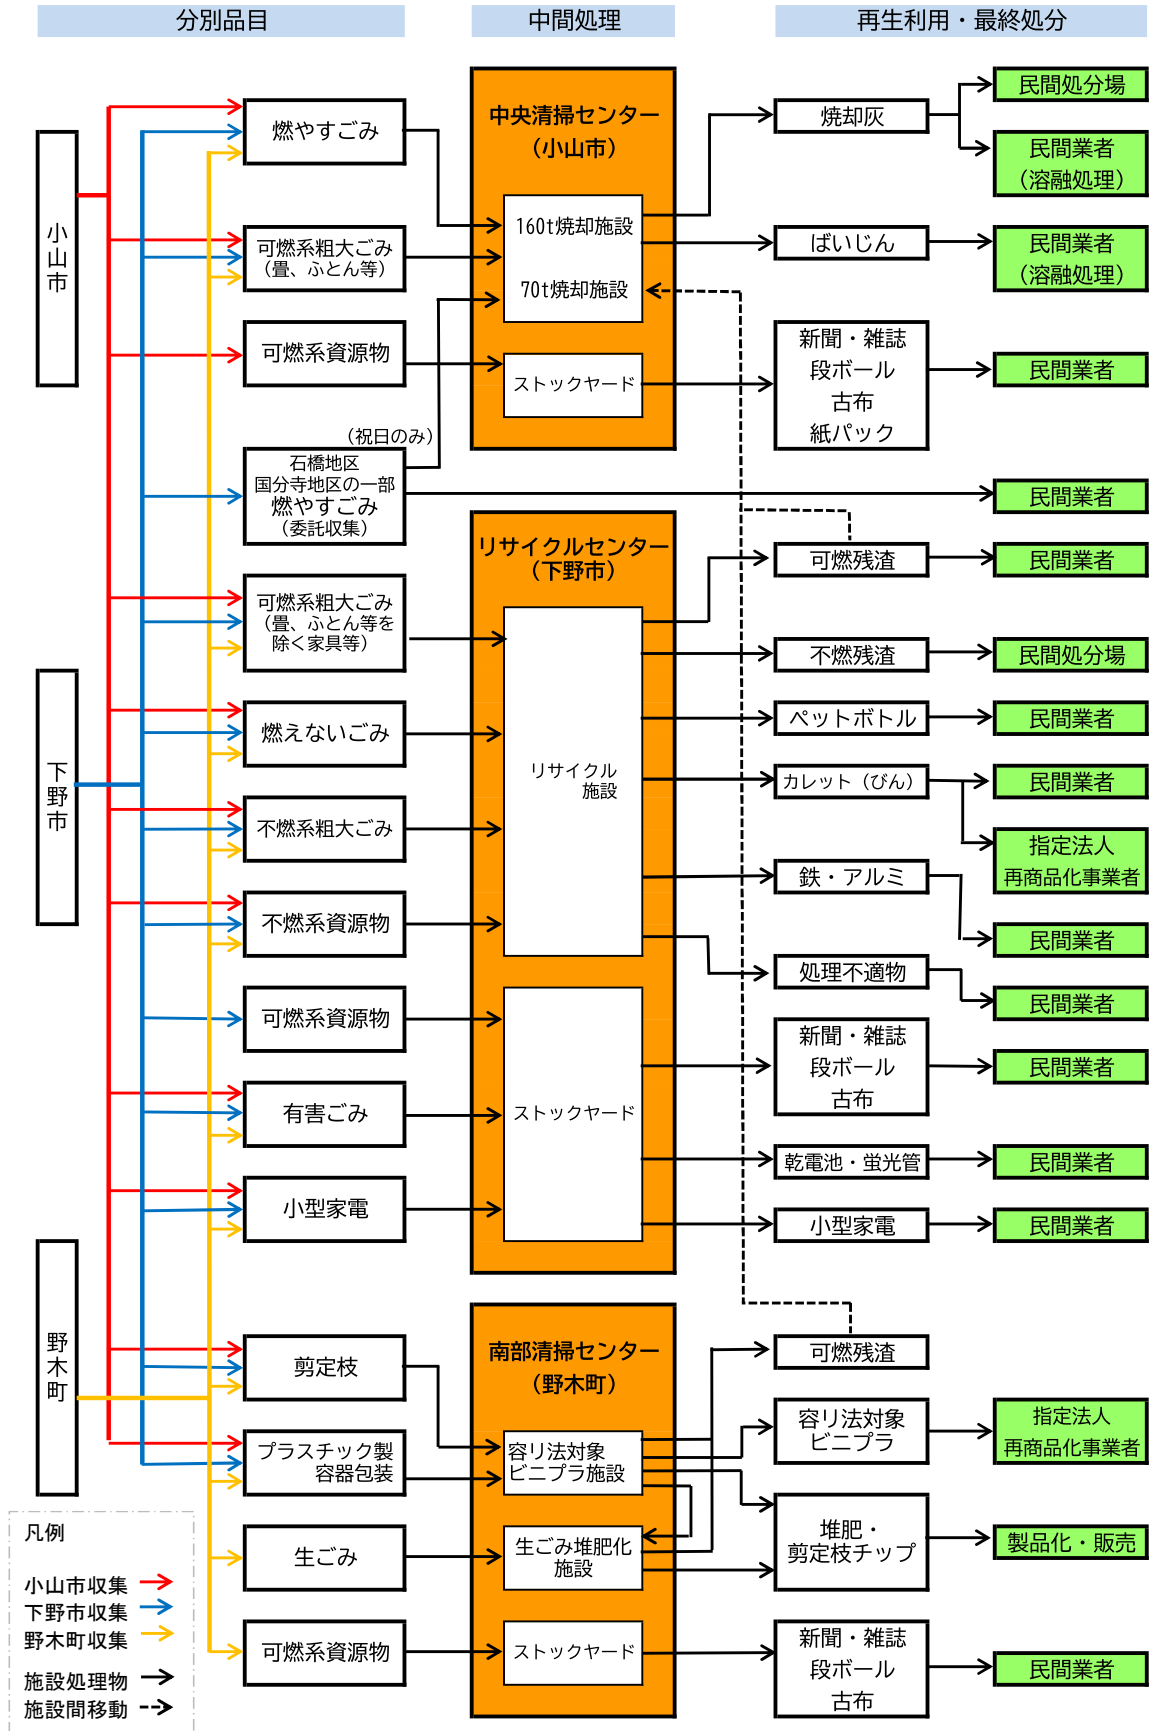 分別品目
中間処理
再生利用・最終処分
小山市
下野市
野木町
燃やすごみ
可燃系粗大ごみ
（畳、ふとん等）
可燃系資源物
（祝日のみ）
石橋地区
国分寺地区の一部
燃やすごみ
（委託収集）
可燃系粗大ごみ
（畳、ふとん等を
除く家具等）
燃えないごみ
不燃系粗大ごみ
不燃系資源物
可燃系資源物
有害ごみ
小型家電
剪定枝
プラスチック製
容器包装
生ごみ
可燃系資源物
中央清掃センター
（小山市）
160t焼却施設
70t焼却施設
ストックヤード
リサイクルセンター
（下野市）
リサイクル
施設
ストックヤード
南部清掃センター
（野木町）
容リ法対象
ビニプラ施設
生ごみ堆肥化
施設
ストックヤード
焼却灰
ばいじん
新聞・雑誌
段ボール
古布
紙パック
可燃残渣
不燃残渣
ペットボトル
カレット（びん）
鉄・アルミ
処理不適物
新聞・雑誌
段ボール
古布
乾電池・蛍光管
小型家電
可燃残渣
容リ法対象
ビニプラ
堆肥・
剪定枝チップ
新聞・雑誌
段ボール
古布
民間処分場
民間業者
（溶融処理）
民間業者
（溶融処理）
民間業者
民間業者
民間業者
民間処分場
民間業者
民間業者
指定法人
再商品化事業者
民間業者
民間業者
民間業者
民間業者
民間業者
指定法人
再商品化事業者
製品化・販売
民間業者
凡例
小山市収集
下野市収集
野木町収集
施設処理物
施設間移動